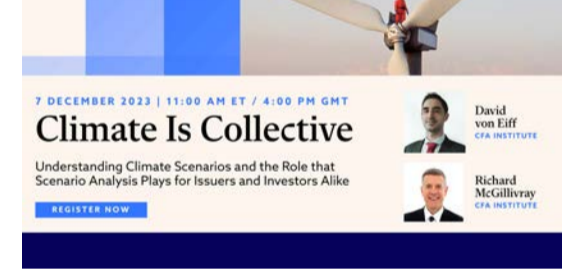 7 DECEMBER 2023 | 11:00 AM ET / 4:00 PM GMT
Climate Is Collective
Understanding Climate Scenarios and the Role that
Scenario Analysis Plays for Issuers and Investors Alike
REGISTER NOW
David
von Eiff
CFA INSTITUTE
Richard
McGillivray
CFA INSTITUTE